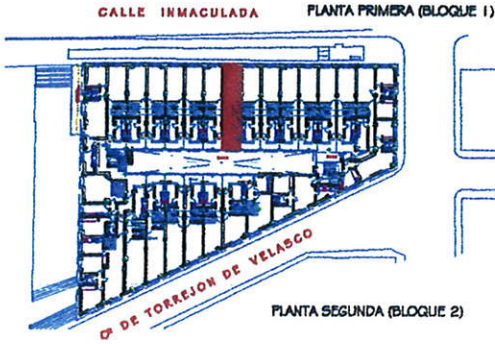 CALLE INMACULADA
PLANTA PRIMERA (BLOQUE 1)
Cº DE TORREJON DE VELASCO
PLANTA SEGUNDA (BLOQUE 2)